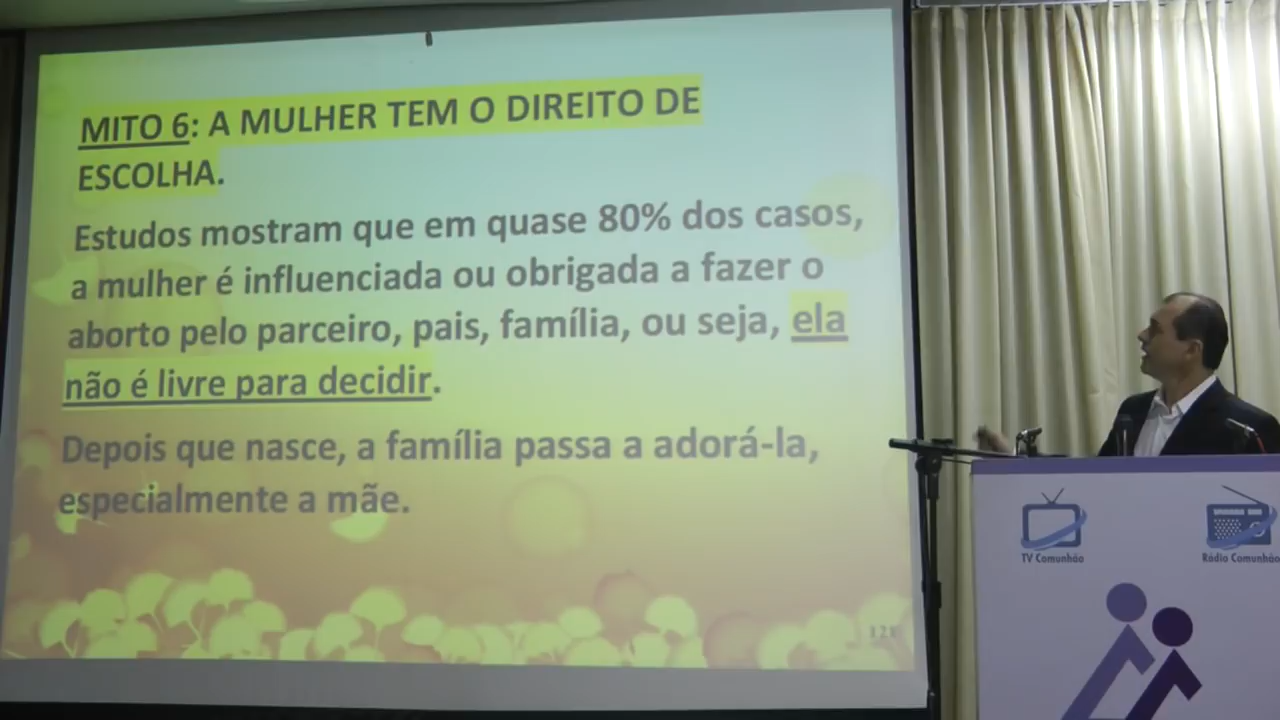 MITO 6: A MULHER TEM O DIREITO DE
ESCOLHA.
Estudos mostram que em quase 80% dos casos,
a mulher é influenciada ou obrigada a fazer o
aborto pelo parceiro, pais, família, ou seja, ela
não é livre para decidir.
Depois que nasce, a família passa a adorá-la,
especialmente a mãe.
TV Comunhão
Rádio Comunhão